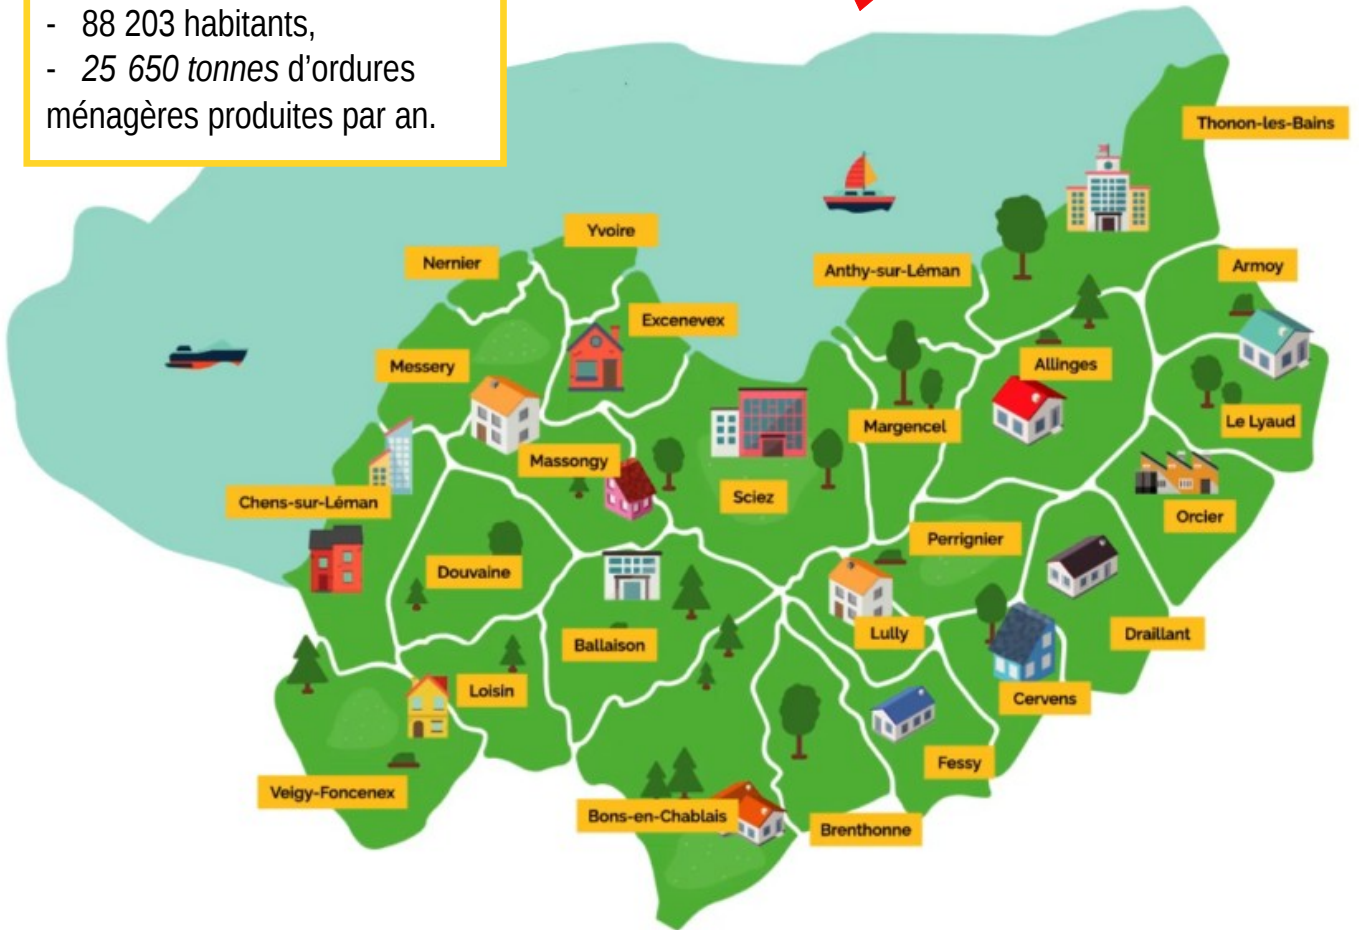 - 88 203 habitants,
- 25 650 tonnes d’ordures
ménagères produites par an.
Thonon-les-Bains
Yvoire
Nernier
Anthy-sur-Léman
Armoy
Excenevex
Messery
Allinges
Margencel
Le Lyaud
Massongy
Sciez
Chens-sur-Léman
Orcier
Perrignier
Douvaine
Lully
Draillant
Ballaison
Loisin
Cervens
Fessy
Veigy-Foncenex
Bons-en-Chablais
Brenthonne